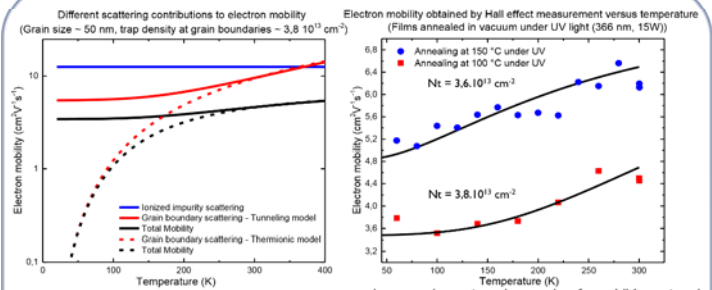 Different scattering contributions to electron mobility
(Grain size ~ 50 nm, trap density at grain boundaries ~ 3,8 10¹³ cm⁻²)
Electron mobility (cm²V⁻¹s⁻¹)
10
1
0,1
Ionized impurity scattering
Grain boundary scattering - Tunneling model
Total Mobility
Grain boundary scattering - Thermionic model
Total Mobility
0 100 200 300 400
Temperature (K)
Electron mobility obtained by Hall effect measurement versus temperature
(Films annealed in vacuum under UV light (366 nm, 15W))
Electron mobility (cm²V⁻¹s⁻¹)
6,8
6,4
6,0
5,6
5,2
4,8
4,4
4,0
3,6
3,2
Annealing at 150 °C under UV
Annealing at 100 °C under UV
Nt = 3,6.10¹³ cm⁻²
Nt = 3,8.10¹³ cm⁻²
50 100 150 200 250 300
Temperature (K)